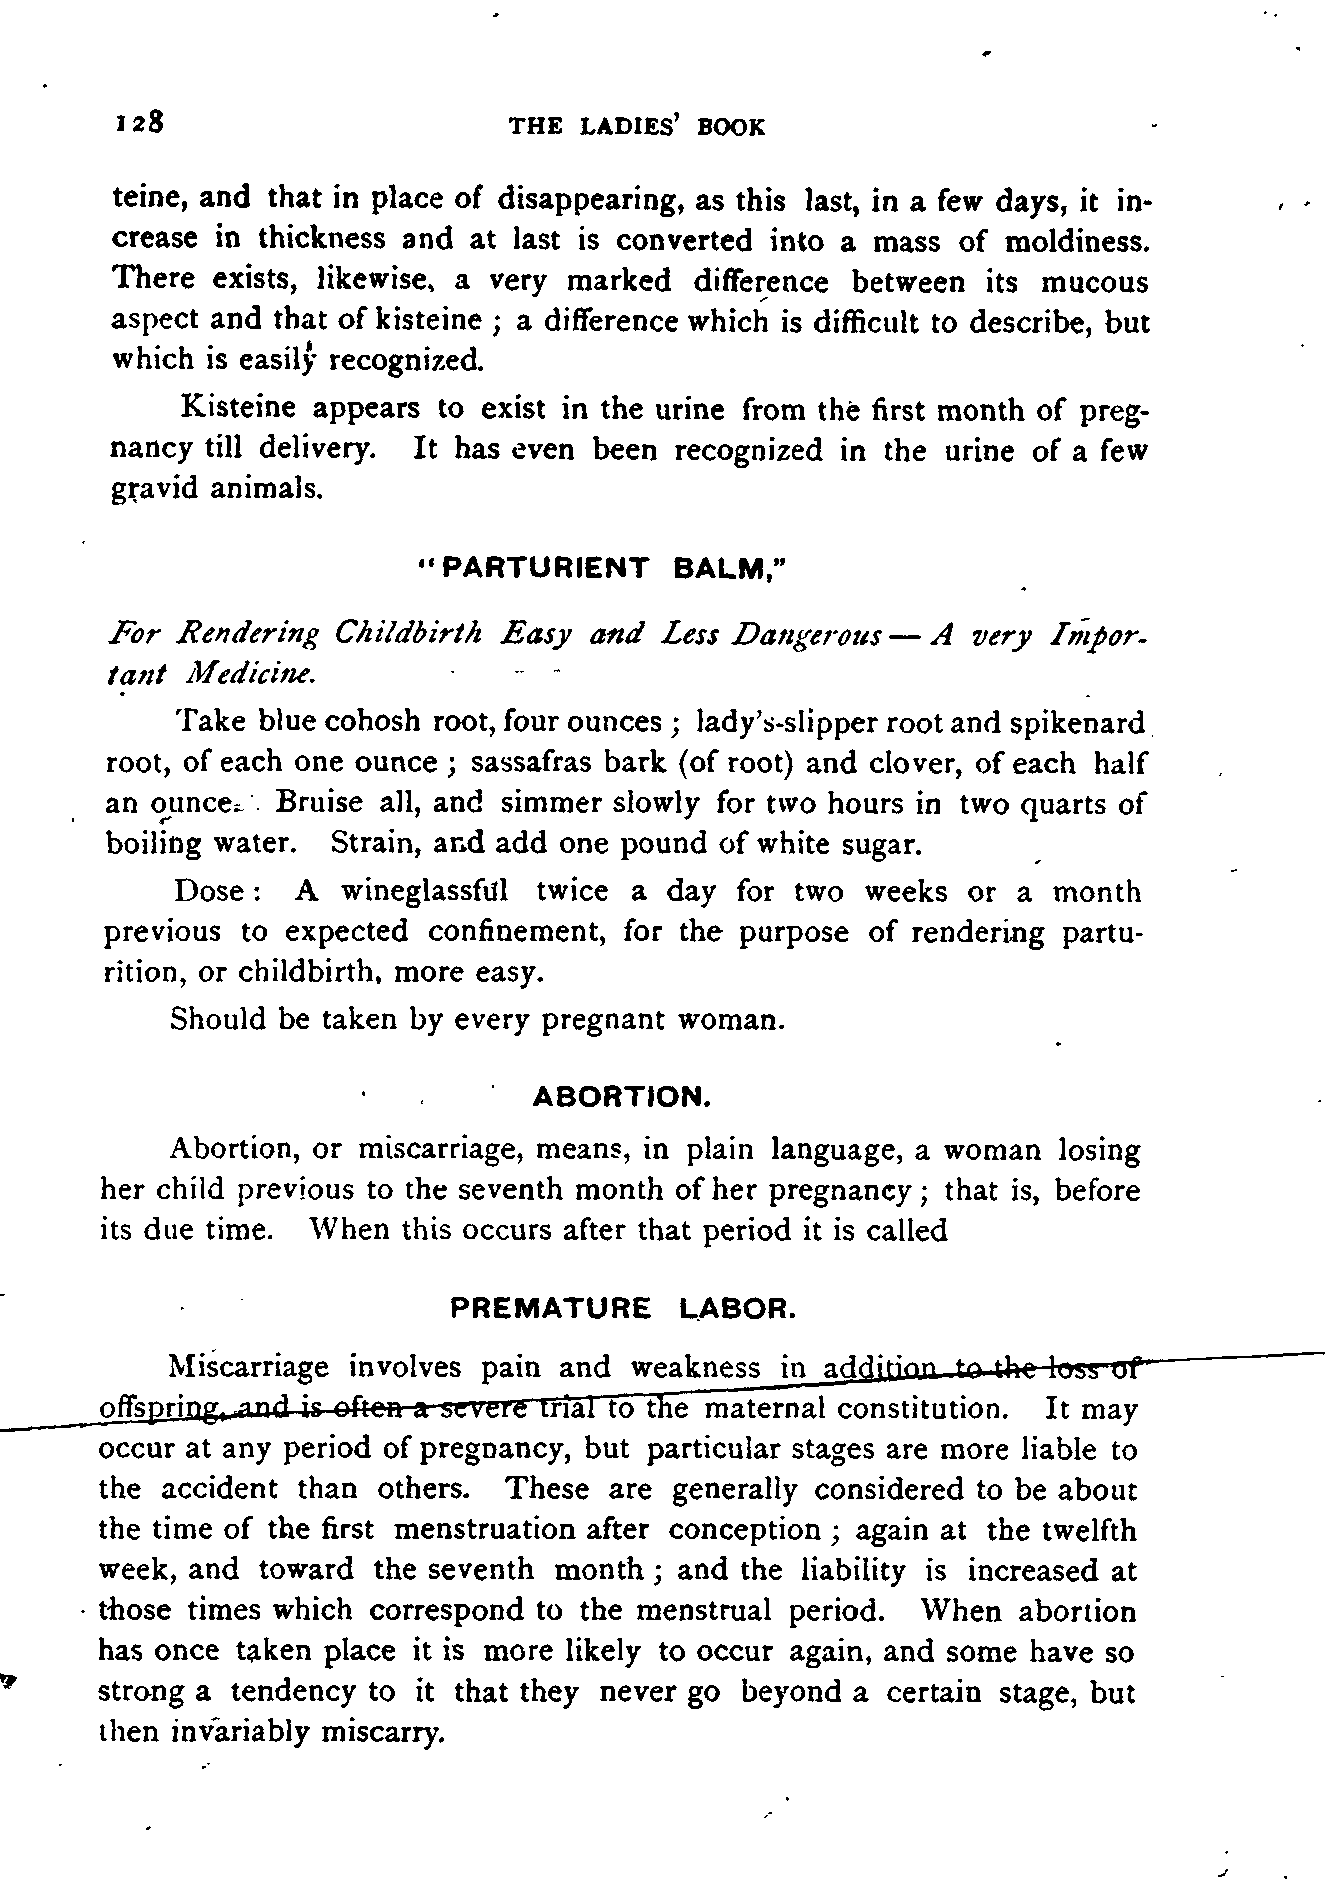 128 THE LADIES' BOOK
teine, and that in place of disappearing, as this last, in a few days, it in-
crease in thickness and at last is converted into a mass of moldiness.
There exists, likewise, a very marked difference between its mucous
aspect and that of kisteine ; a difference which is difficult to describe, but
which is easily recognized.
Kisteine appears to exist in the urine from the first month of preg-
nancy till delivery. It has even been recognized in the urine of a few
gravid animals.
"PARTURIENT BALM,"
For Rendering Childbirth Easy and Less Dangerous — A very Impor-
tant Medicine.
Take blue cohosh root, four ounces ; lady's-slipper root and spikenard
root, of each one ounce ; sassafras bark (of root) and clover, of each half
an ounce. Bruise all, and simmer slowly for two hours in two quarts of
boiling water. Strain, and add one pound of white sugar.
Dose : A wineglassful twice a day for two weeks or a month
previous to expected confinement, for the purpose of rendering partu-
rition, or childbirth, more easy.
Should be taken by every pregnant woman.
ABORTION.
Abortion, or miscarriage, means, in plain language, a woman losing
her child previous to the seventh month of her pregnancy ; that is, before
its due time. When this occurs after that period it is called
PREMATURE LABOR.
Miscarriage involves pain and weakness in addition to the loss of
offspring, and is often a severe trial to the maternal constitution. It may
occur at any period of pregnancy, but particular stages are more liable to
the accident than others. These are generally considered to be about
the time of the first menstruation after conception ; again at the twelfth
week, and toward the seventh month ; and the liability is increased at
those times which correspond to the menstrual period. When abortion
has once taken place it is more likely to occur again, and some have so
strong a tendency to it that they never go beyond a certain stage, but
then invariably miscarry.